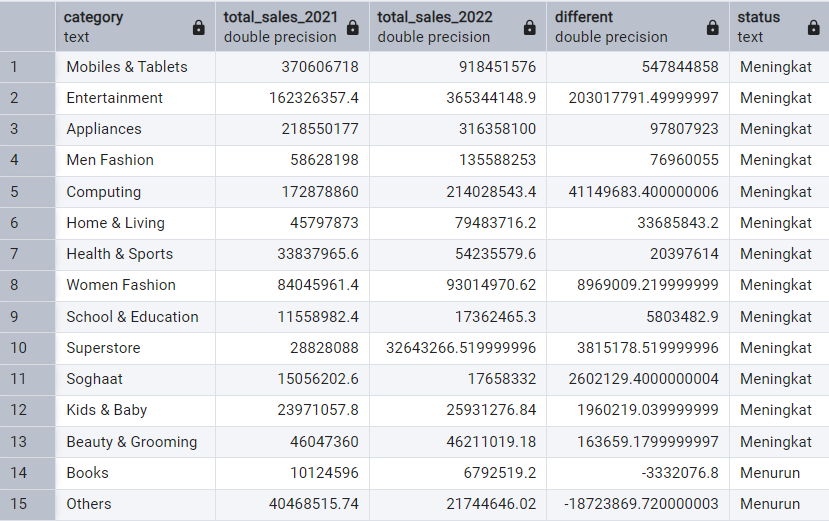 category total_sales_2021 total_sales_2022 different status
text double precision double precision double precision text
1 Mobiles & Tablets 370606718 918451576 547844858 Meningkat
2 Entertainment 162326357.4 365344148.9 203017791.49999997 Meningkat
3 Appliances 218550177 316358100 97807923 Meningkat
4 Men Fashion 58628198 135588253 76960055 Meningkat
5 Computing 172878860 214028543.4 41149683.400000006 Meningkat
6 Home & Living 45797873 79483716.2 33685843.2 Meningkat
7 Health & Sports 33837965.6 54235579.6 20397614 Meningkat
8 Women Fashion 84045961.4 93014970.62 8969009.219999999 Meningkat
9 School & Education 11558982.4 17362465.3 5803482.9 Meningkat
10 Superstore 28828088 32643266.519999996 3815178.519999996 Meningkat
11 Soghaat 15056202.6 17658332 2602129.4000000004 Meningkat
12 Kids & Baby 23971057.8 25931276.84 1960219.039999999 Meningkat
13 Beauty & Grooming 46047360 46211019.18 163659.1799999997 Meningkat
14 Books 10124596 6792519.2 -3332076.8 Menurun
15 Others 40468515.74 21744646.02 -18723869.720000003 Menurun